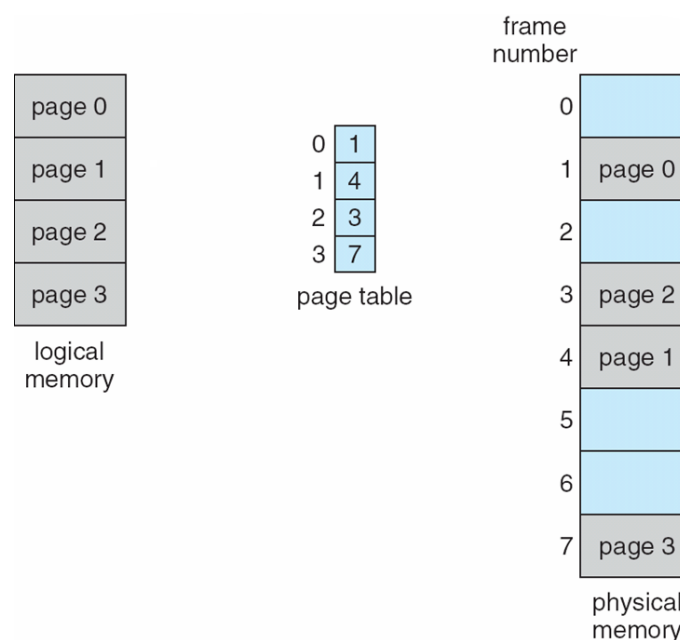 page 0
page 1
page 2
page 3
logical
memory
0 1
1 4
2 3
3 7
page table
frame
number
0
1 page 0
2
3 page 2
4 page 1
5
6
7 page 3
physical
memory